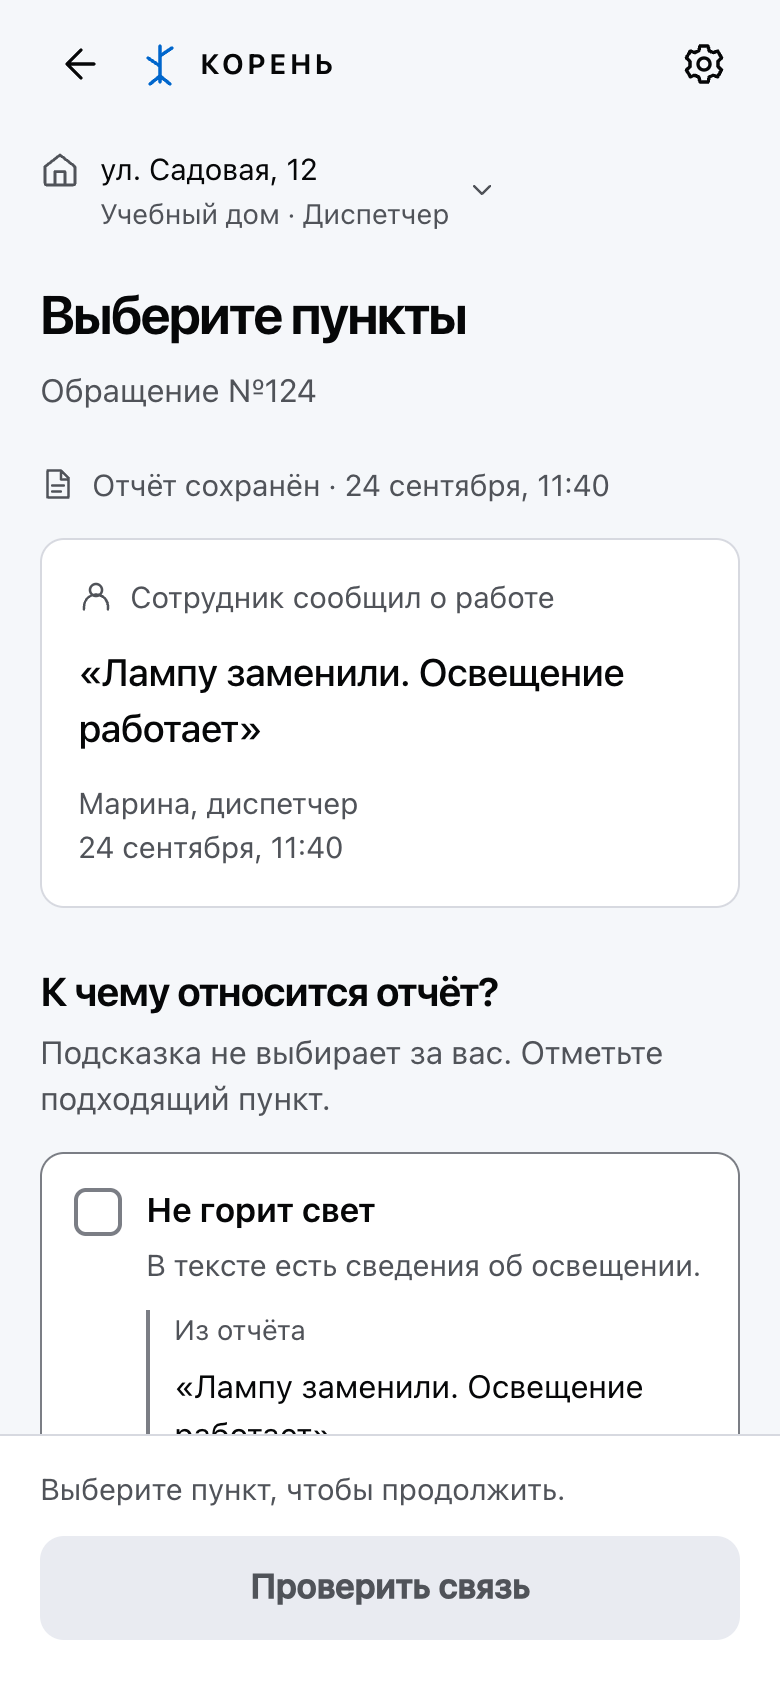 КОРЕНЬ
ул. Садовая, 12
Учебный дом · Диспетчер
Выберите пункты
Обращение №124
Отчёт сохранён · 24 сентября, 11:40
Сотрудник сообщил о работе
«Лампу заменили. Освещение
работает»
Марина, диспетчер
24 сентября, 11:40
К чему относится отчёт?
Подсказка не выбирает за вас. Отметьте
подходящий пункт.
Не горит свет
В тексте есть сведения об освещении.
Из отчёта
«Лампу заменили. Освещение
работает»
Выберите пункт, чтобы продолжить.
Проверить связь